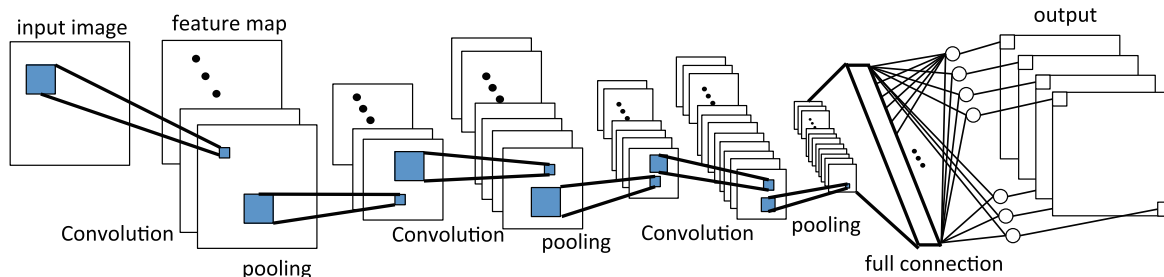 input image
feature map
output
Convolution
pooling
Convolution
pooling
Convolution
pooling
full connection